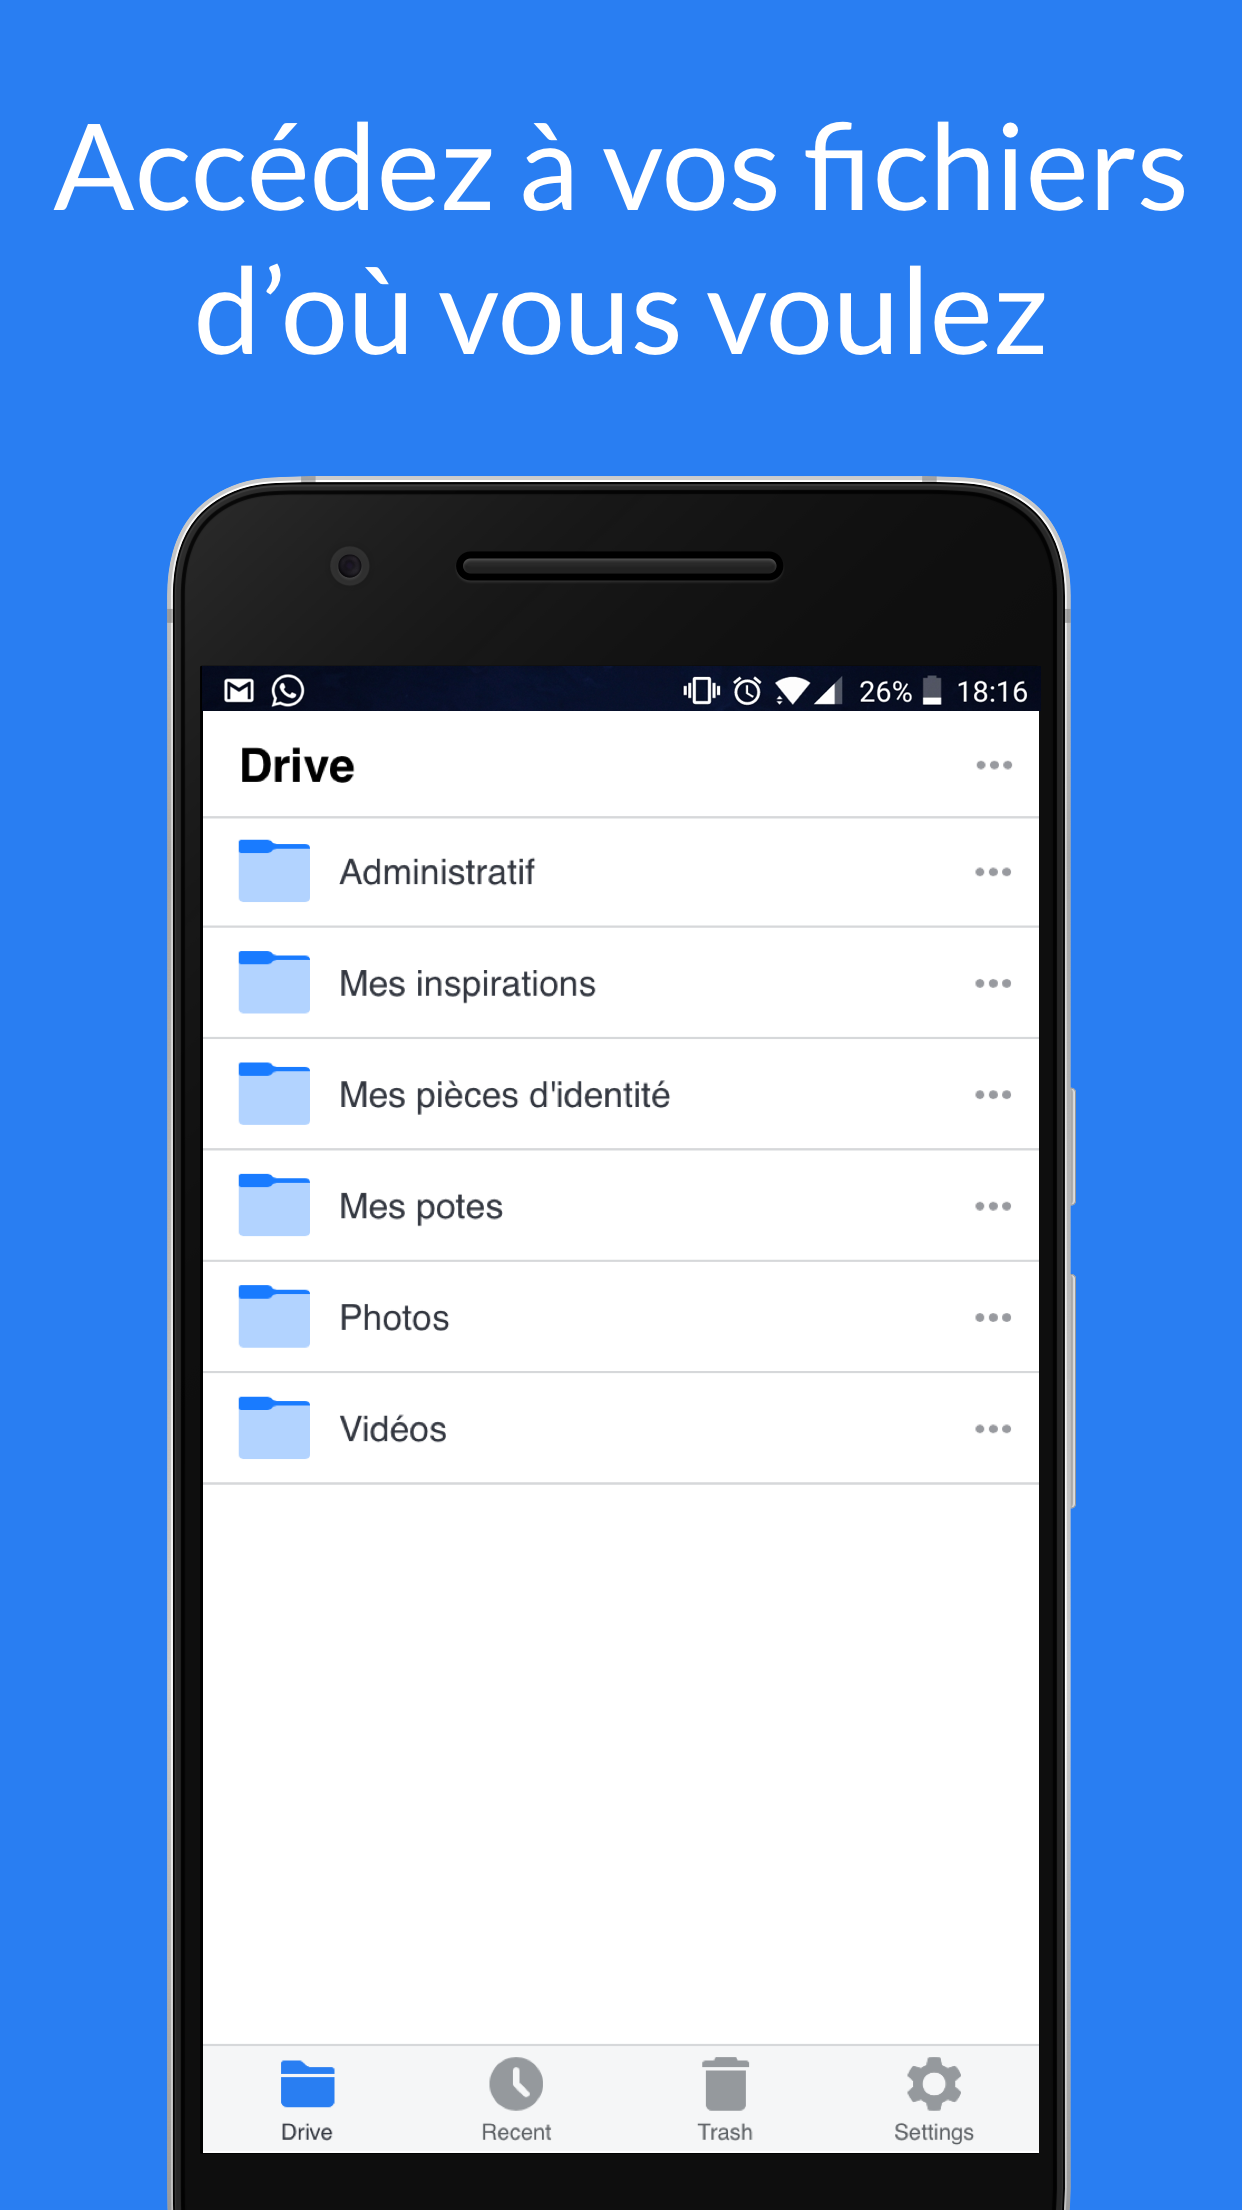 Accédez à vos fichiers
d’où vous voulez
26% 18:16
Drive
Administratif
Mes inspirations
Mes pièces d'identité
Mes potes
Photos
Vidéos
Drive Recent Trash Settings